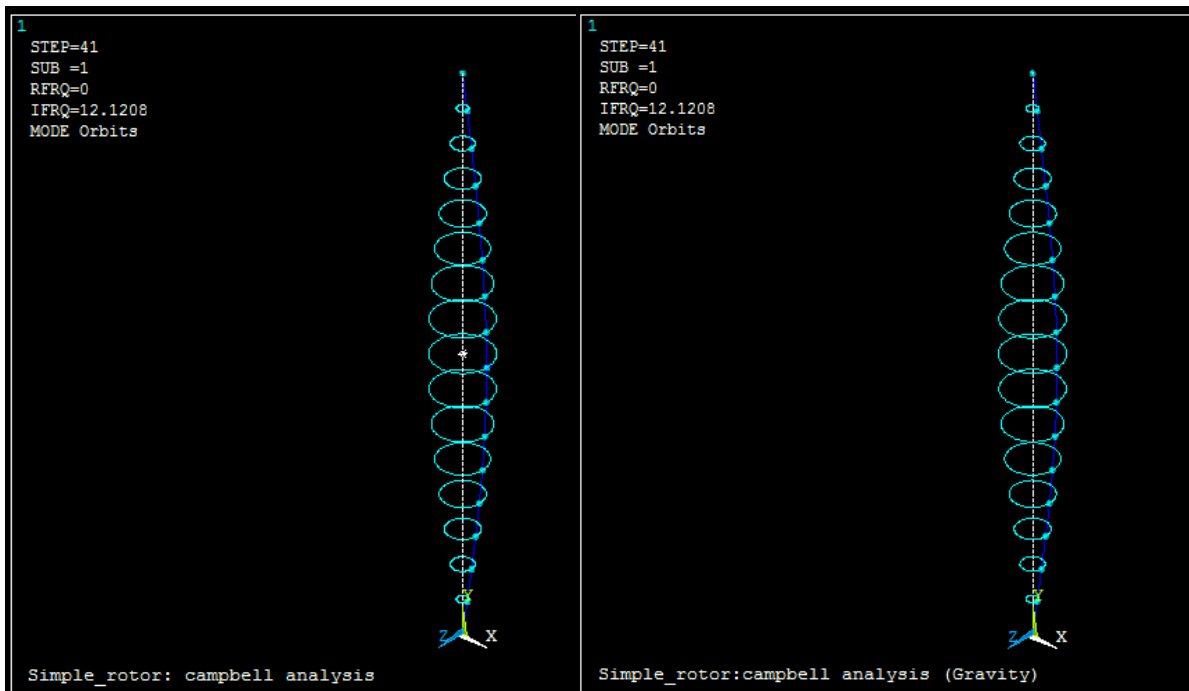 1
STEP=41
SUB =1
RFRQ=0
IFRQ=12.1208
MODE Orbits
Y
Z X
Simple_rotor: campbell analysis
1
STEP=41
SUB =1
RFRQ=0
IFRQ=12.1208
MODE Orbits
Y
Z X
Simple_rotor:campbell analysis (Gravity)